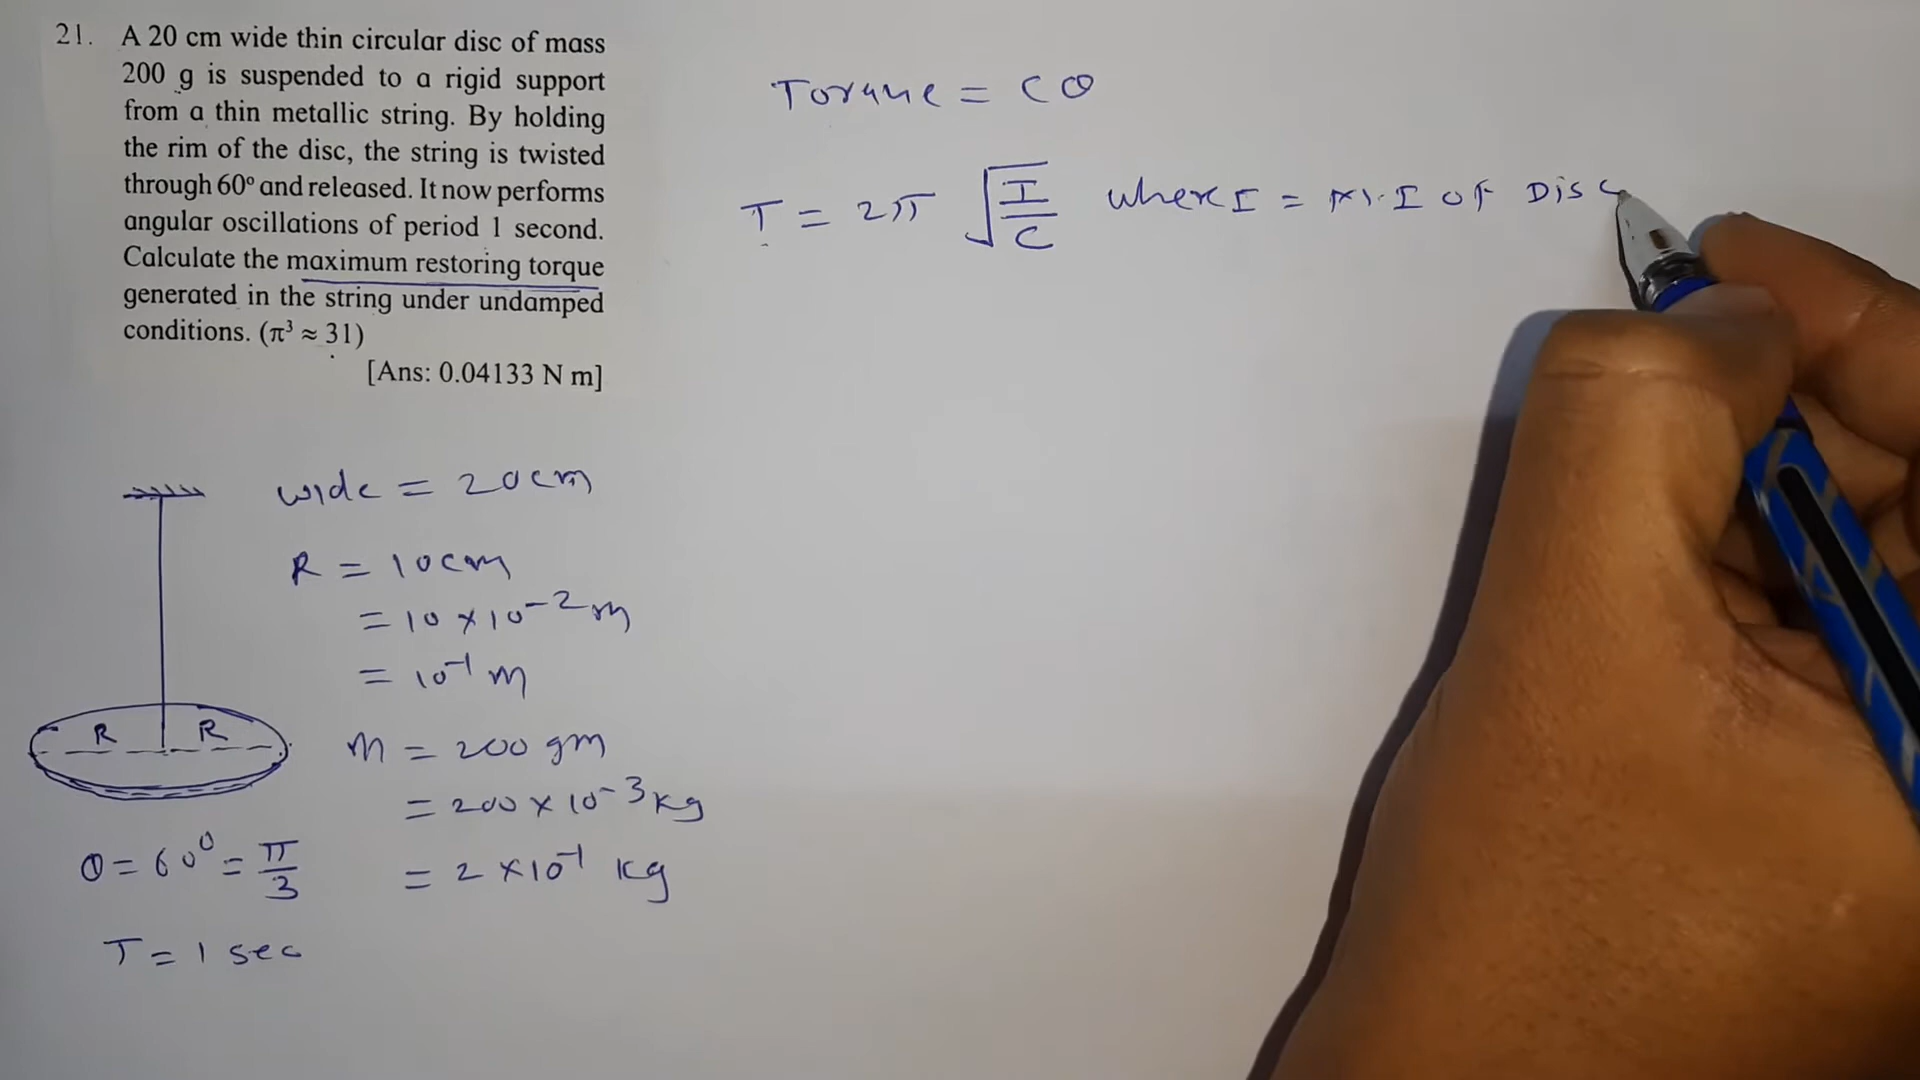 21. A 20 cm wide thin circular disc of mass
200 g is suspended to a rigid support
from a thin metallic string. By holding
the rim of the disc, the string is twisted
through 60° and released. It now performs
angular oscillations of period 1 second.
Calculate the maximum restoring torque
generated in the string under undamped
conditions. (π³ ≈ 31)
[Ans: 0.04133 N m]
Torque = Cθ
T = 2π √(I/C) where I = M.I OF Disc
wide = 20cm
R = 10cm
= 10 × 10⁻² m
= 10⁻¹ m
R R
m = 200 gm
= 200 × 10⁻³ kg
= 2 × 10⁻¹ kg
θ = 60⁰ = π/3
T = 1 sec